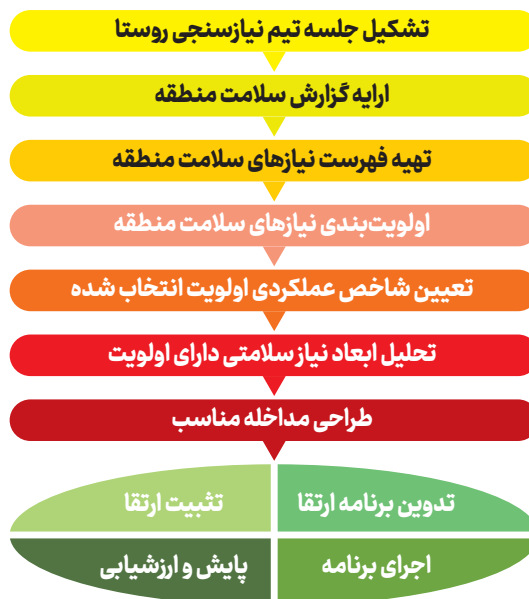 تشکیل جلسه تیم نیازسنجی روستا
ارایه گزارش سلامت منطقه
تهیه فهرست نیازهای سلامت منطقه
اولویت‌بندی نیازهای سلامت منطقه
تعیین شاخص عملکردی اولویت انتخاب شده
تحلیل ابعاد نیاز سلامتی دارای اولویت
طراحی مداخله مناسب
تدوین برنامه ارتقا
تثبیت ارتقا
اجرای برنامه
پایش و ارزشیابی